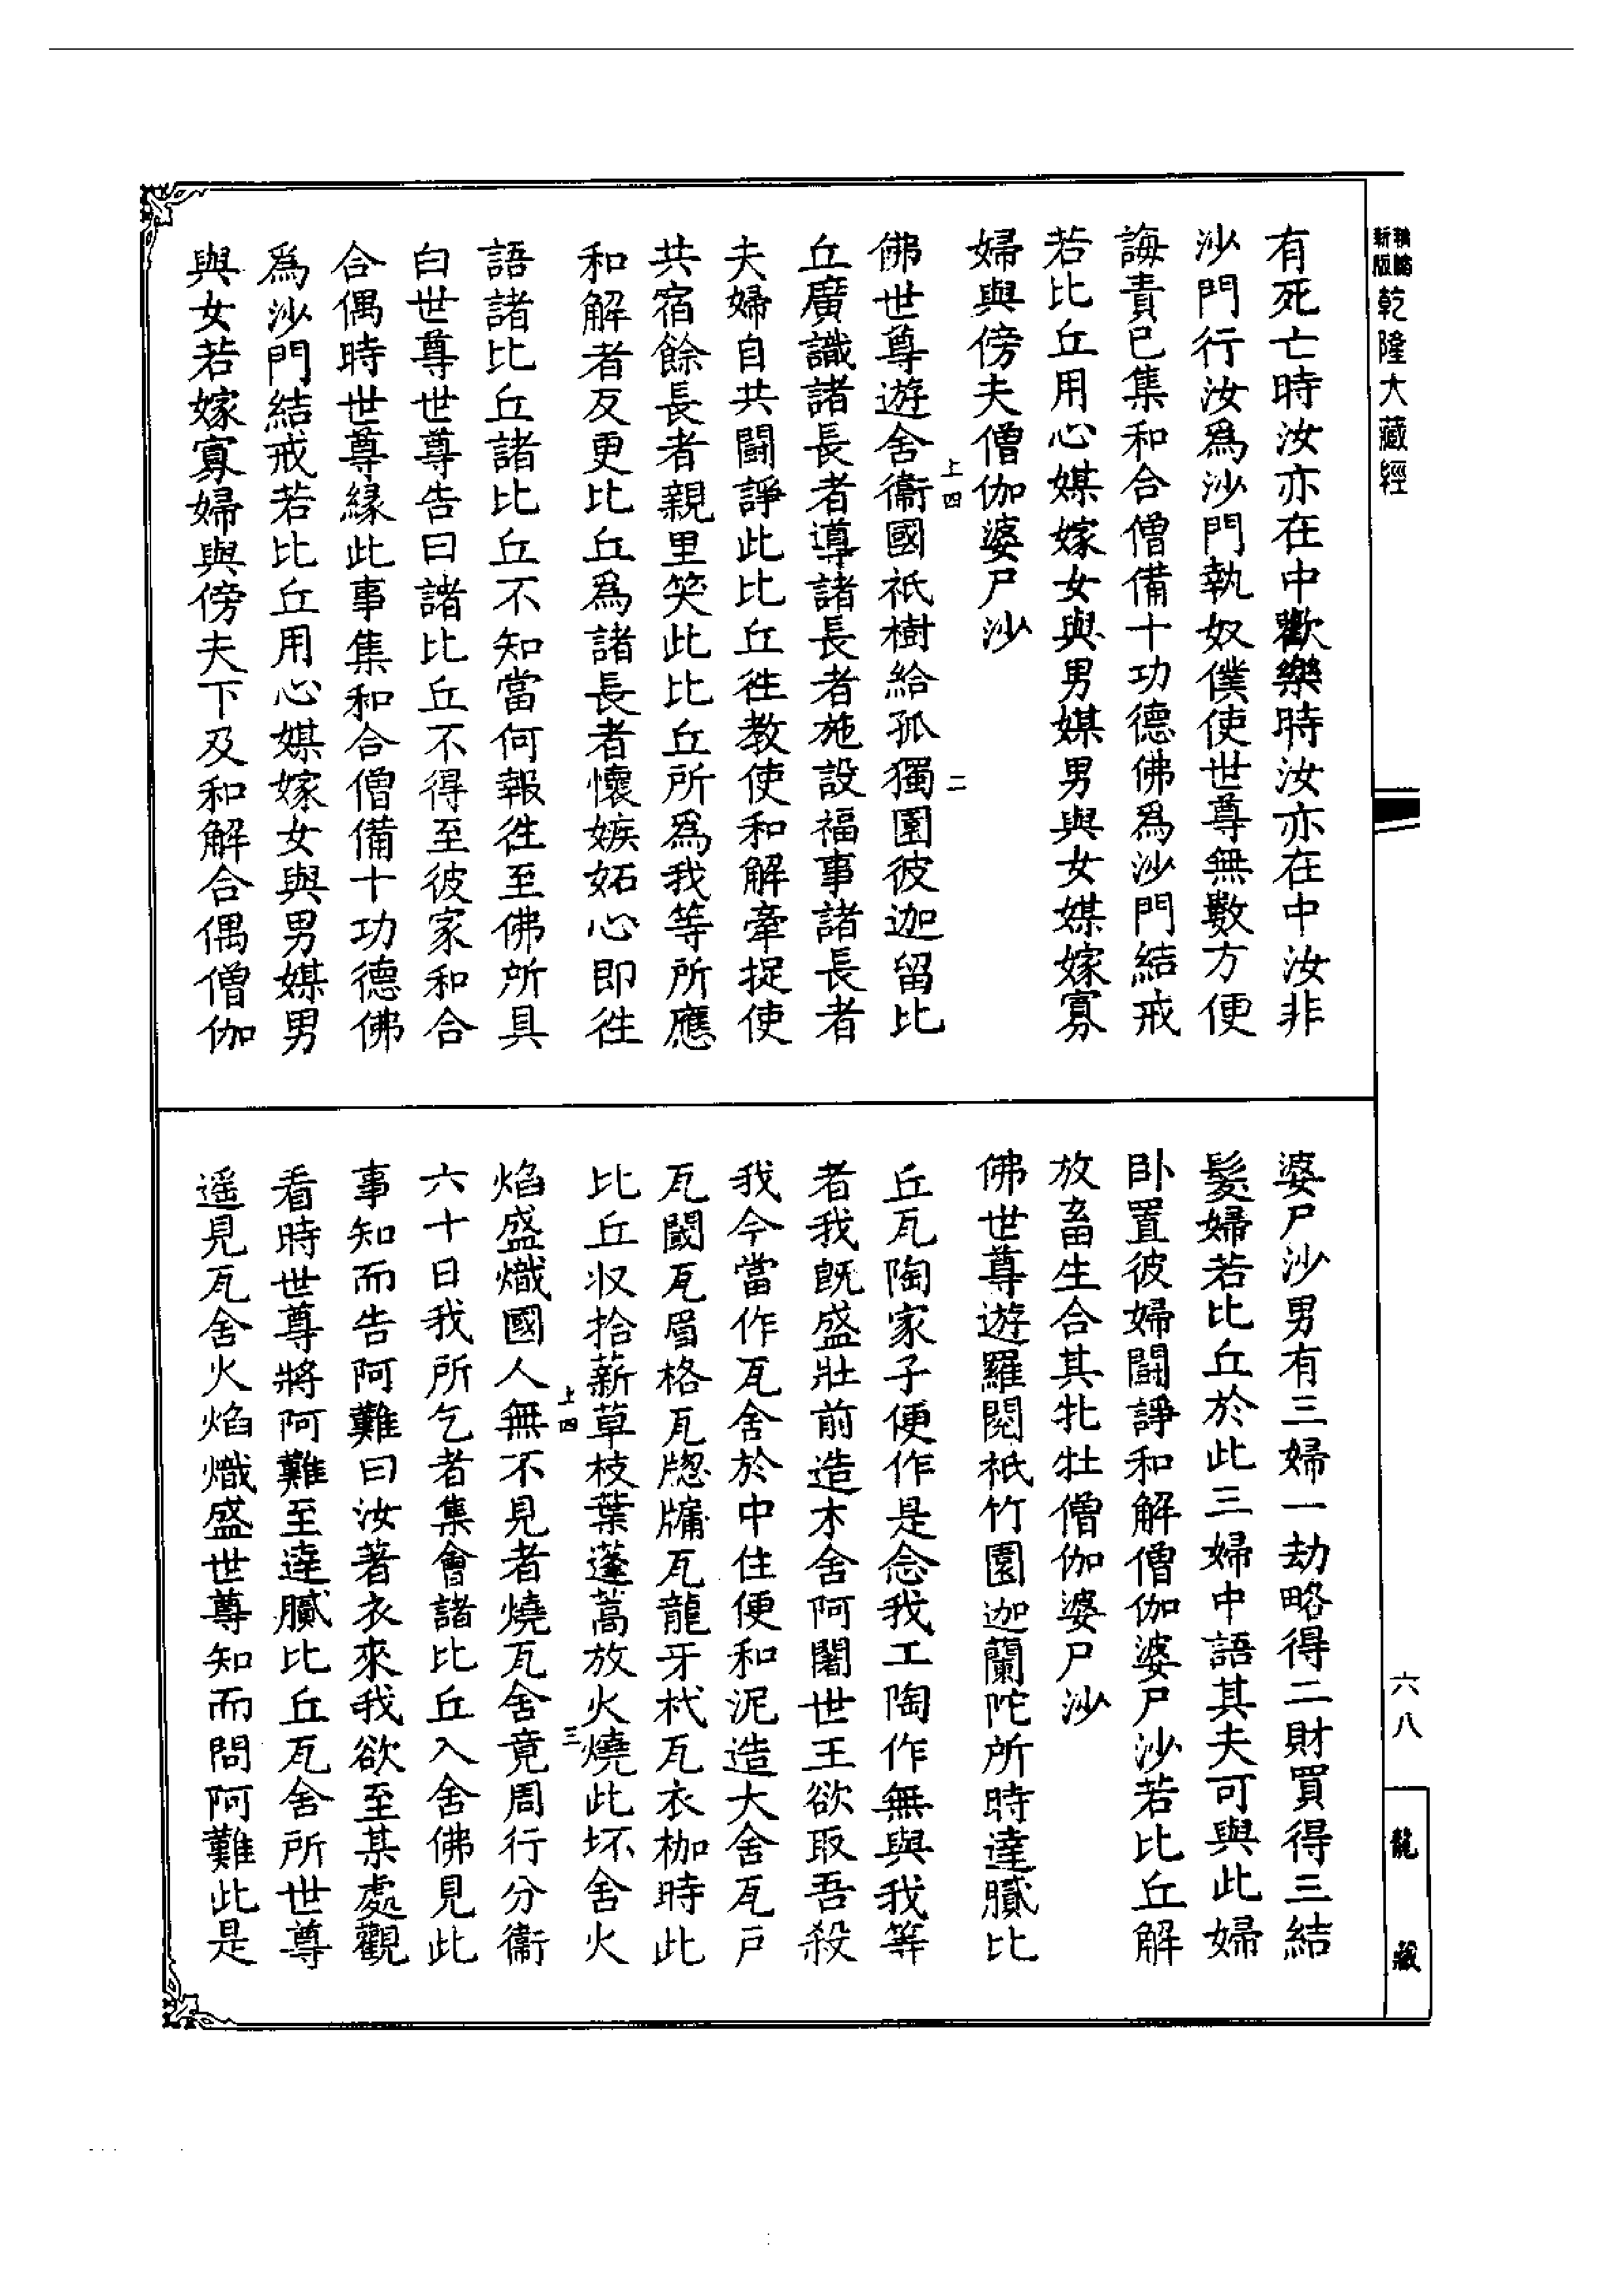 新版
乾隆大藏經
有死亡時汝亦在中歡樂時汝亦在中汝非
沙門行汝爲沙門執奴僕使世尊無數方便
誨責已集和合僧備十功德佛爲沙門結戒
若比丘用心媒嫁女與男媒男與女媒嫁寡
婦與傍夫僧伽婆尸沙
上四
二
佛世尊遊舍衞國祇樹給孤獨園彼迦留比
丘廣識諸長者導諸長者施設福事諸長者
夫婦自共鬪諍此比丘徃教使和解牽捉使
共宿餘長者親里笑此比丘所爲我等所應
和解者反更比丘爲諸長者懷嫉妬心即徃
語諸比丘諸比丘不知當何報徃至佛所具
白世尊世尊告曰諸比丘不得至彼家和合
合偶時世尊緣此事集和合僧備十功德佛
爲沙門結戒若比丘用心媒嫁女與男媒男
與女若嫁寡婦與傍夫下及和解合偶僧伽
婆尸沙男有三婦一劫略得二財買得三結
髮婦若比丘於此三婦中語其夫可與此婦
卧置彼婦鬪諍和解僧伽婆尸沙若比丘解
放畜生合其牝牡僧伽婆尸沙
佛世尊遊羅閱祇竹園迦蘭陀所時達膩比
丘瓦陶家子便作是念我工陶作無與我等
者我旣盛壯前造木舍阿闍世王欲取吾殺
我今當作瓦舍於中住便和泥造大舍瓦戸
瓦閾瓦眉格瓦牎牖瓦龍牙杙瓦衣枷時此
比丘収拾薪草枝葉蓬蒿放火燒此坏舍火
上四
三
焰盛熾國人無不見者燒瓦舍竟周行分衞
六十日我所乞者集會諸比丘入舍佛見此
事知而告阿難曰汝著衣來我欲至某處觀
看時世尊將阿難至達膩比丘瓦舍所世尊
遥見瓦舍火焰熾盛世尊知而問阿難此是
六八
龍藏